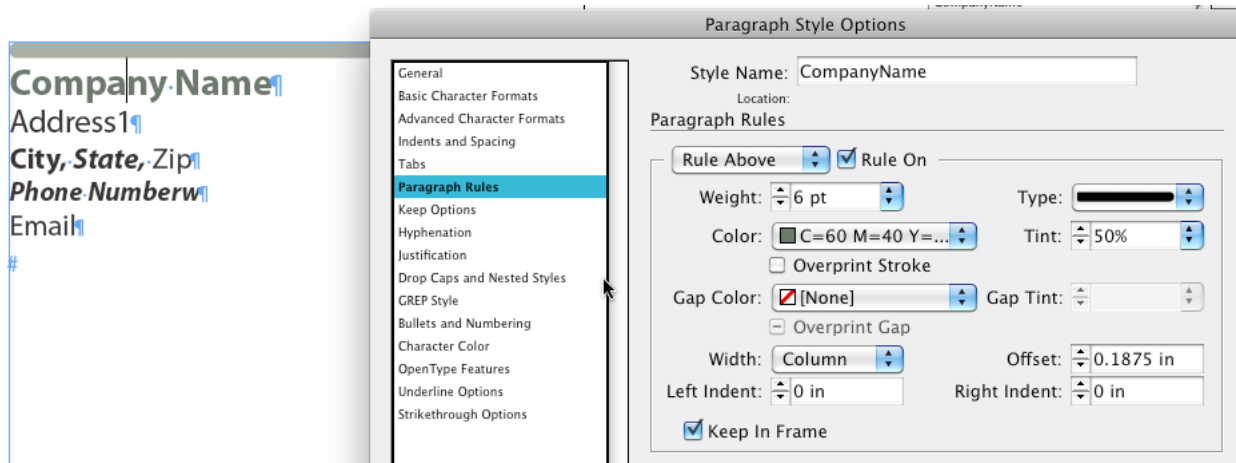 CompanyName
Paragraph Style Options
Company Name¶
Address1¶
City, State, Zip¶
Phone Numberw¶
Email¶
#
General
Basic Character Formats
Advanced Character Formats
Indents and Spacing
Tabs
Paragraph Rules
Keep Options
Hyphenation
Justification
Drop Caps and Nested Styles
GREP Style
Bullets and Numbering
Character Color
OpenType Features
Underline Options
Strikethrough Options
Style Name: CompanyName
Location:
Paragraph Rules
Rule Above Rule On
Weight: 6 pt Type:
Color: C=60 M=40 Y=... Tint: 50%
Overprint Stroke
Gap Color: [None] Gap Tint:
Overprint Gap
Width: Column Offset: 0.1875 in
Left Indent: 0 in Right Indent: 0 in
Keep In Frame